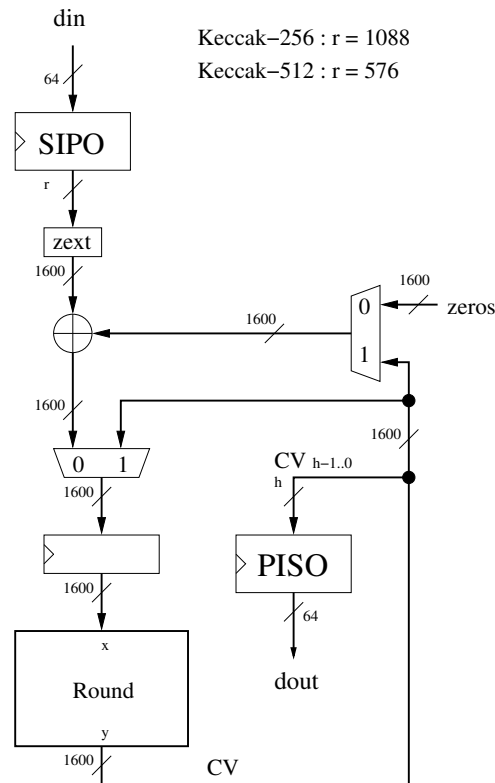 din
Keccak−256 : r = 1088
Keccak−512 : r = 576
64
SIPO
r
zext
1600
1600
zeros
0
1
1600
1600
1600
0 1
CV h−1..0
h
1600
PISO
1600
64
x
Round
dout
y
1600
CV